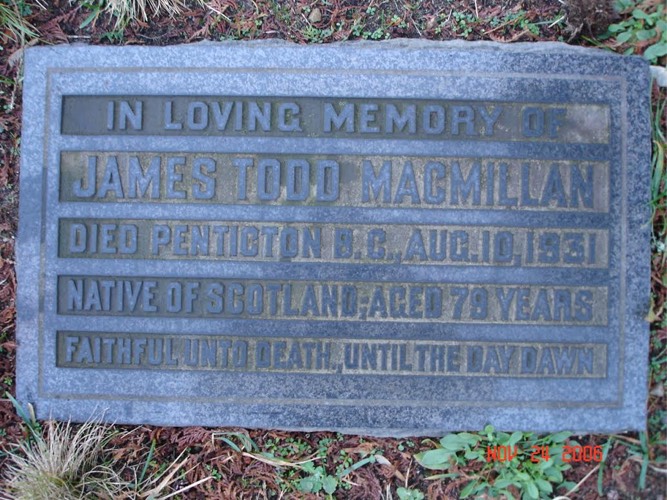 IN LOVING MEMORY OF
JAMES TODD MACMILLAN
DIED PENTICTON B.C., AUG. 10, 1931
NATIVE OF SCOTLAND, AGED 79 YEARS
FAITHFUL UNTO DEATH., UNTIL THE DAY DAWN
NOV 24 2006